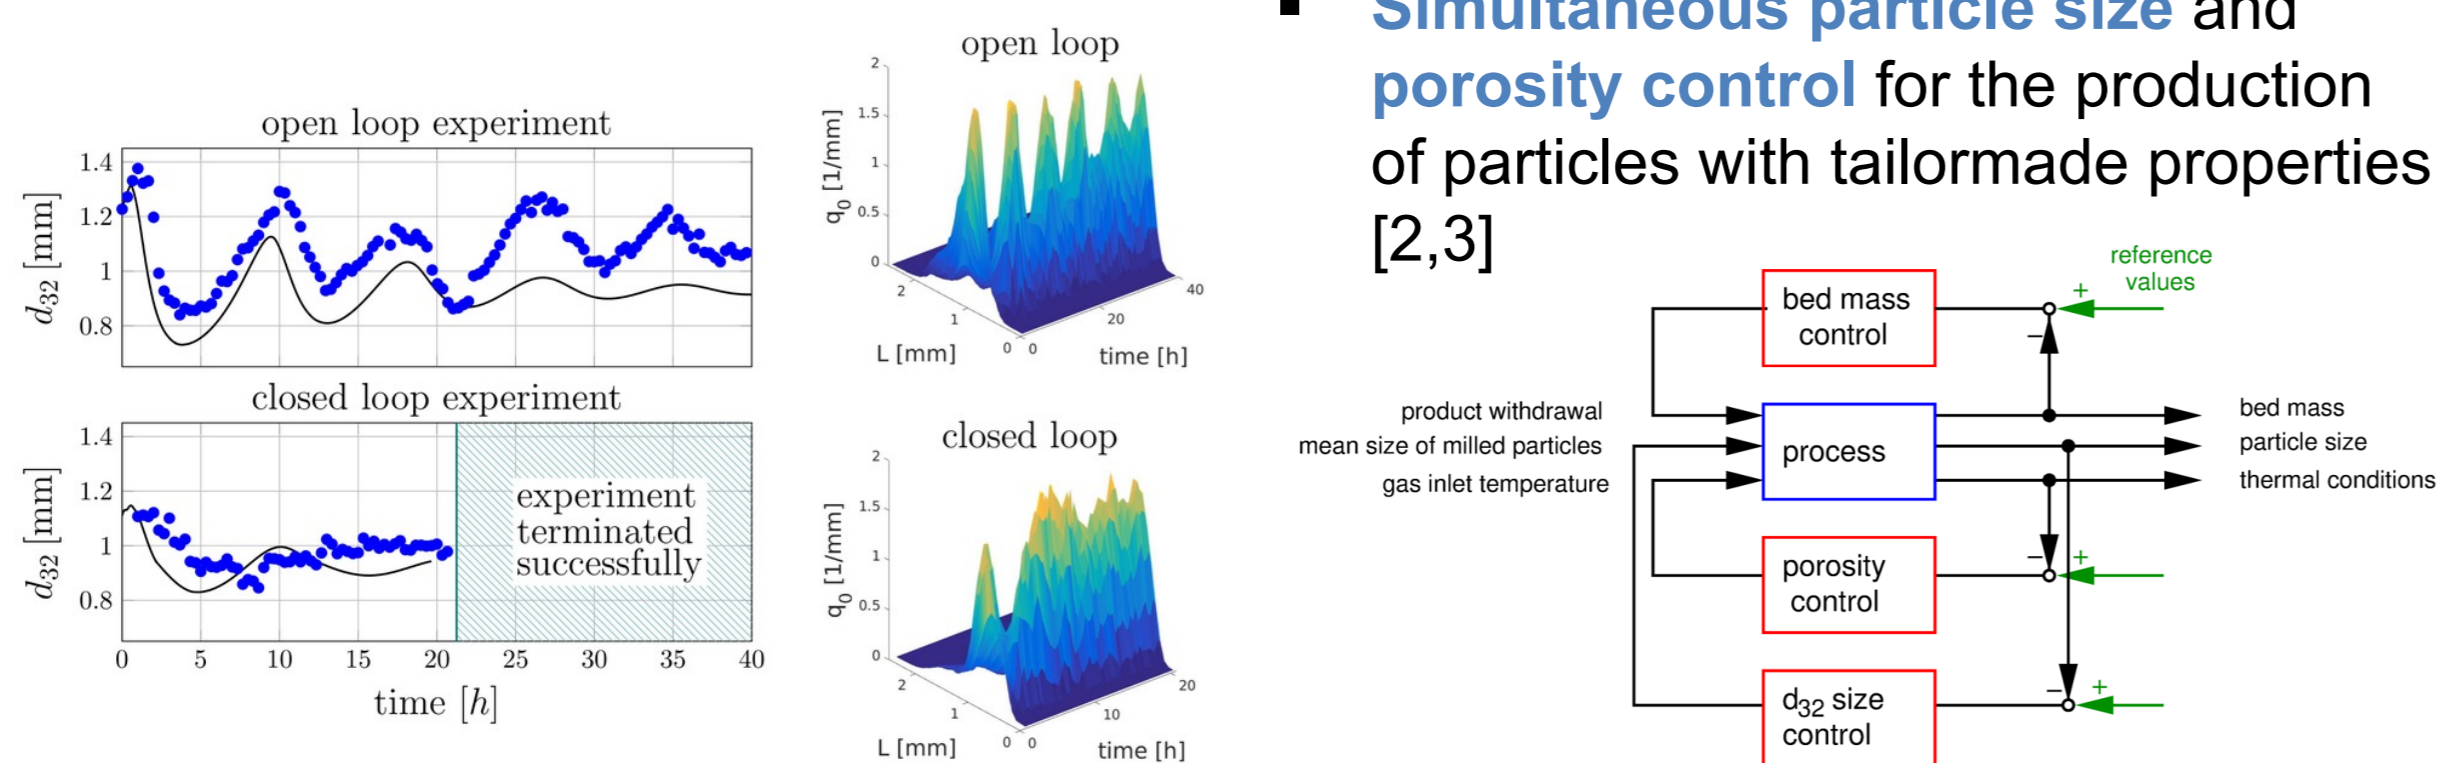 open loop experiment
1.4
1.2
1
0.8
d32 [mm]
closed loop experiment
1.4
1.2
1
0.8
d32 [mm]
experiment
terminated
successfully
0 5 10 15 20 25 30 35 40
time [h]
open loop
2
1.5
1
0.5
0
q0 [1/mm]
2
1
0
L [mm]
0
20
40
time [h]
closed loop
2
1.5
1
0.5
0
q0 [1/mm]
2
1
0
L [mm]
0
10
20
time [h]
▪ Simultaneous particle size and
porosity control for the production
of particles with tailormade properties
[2,3]
reference
values
+
−
bed mass
control
product withdrawal
mean size of milled particles
gas inlet temperature
process
bed mass
particle size
thermal conditions
porosity
control
−
+
d32 size
control
−
+